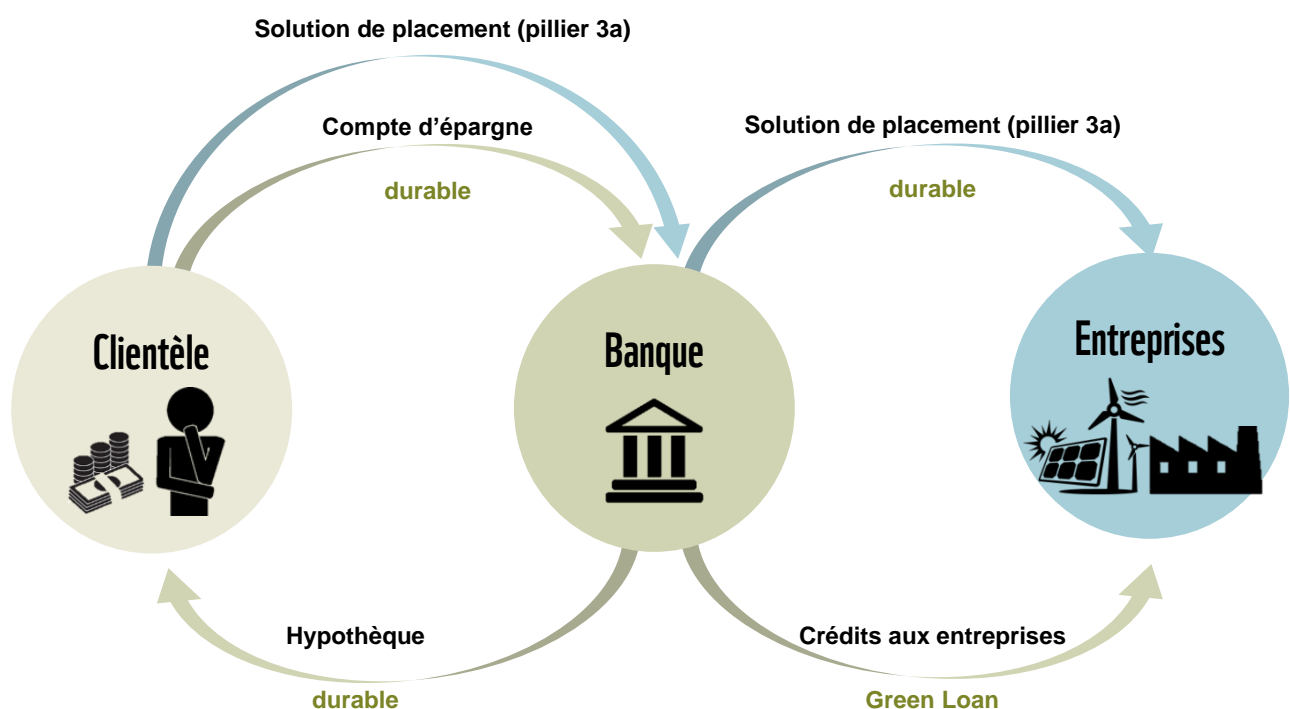 Solution de placement (pillier 3a)
Compte d'épargne
durable
Solution de placement (pillier 3a)
durable
Clientèle
Banque
Entreprises
Hypothèque
durable
Crédits aux entreprises
Green Loan